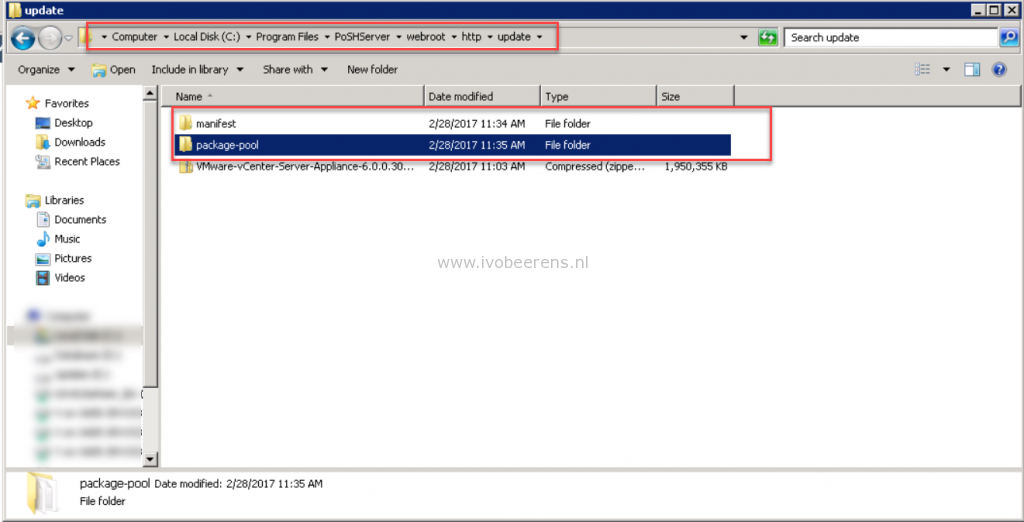 update
Computer Local Disk (C:) Program Files PoSHServer webroot http update
Search update
Organize Open Include in library Share with New folder
Name Date modified Type Size
Favorites
Desktop
Downloads
Recent Places
Libraries
Documents
Music
Pictures
Videos
manifest 2/28/2017 11:34 AM File folder
package-pool 2/28/2017 11:35 AM File folder
VMware-vCenter-Server-Appliance-6.0.0.30... 2/28/2017 11:03 AM Compressed (zippe... 1,950,355 KB
www.ivobeerens.nl
package-pool Date modified: 2/28/2017 11:35 AM
File folder